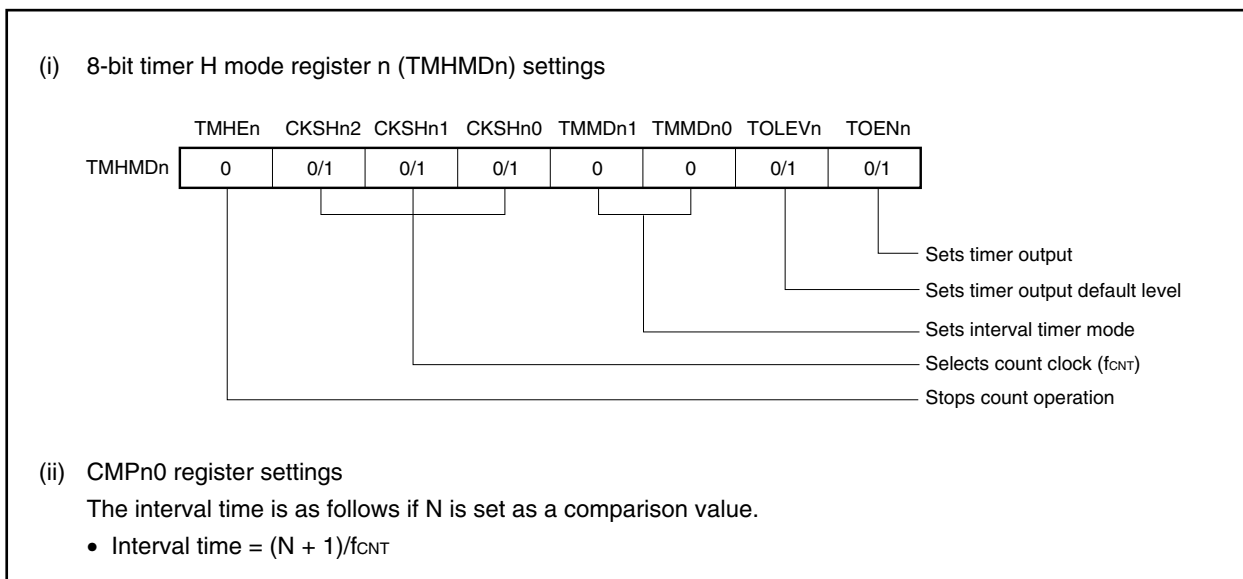 (i) 8-bit timer H mode register n (TMHMDn) settings
TMHEn CKSHn2 CKSHn1 CKSHn0 TMMDn1 TMMDn0 TOLEVn TOENn
TMHMDn 0 0/1 0/1 0/1 0 0 0/1 0/1
Sets timer output
Sets timer output default level
Sets interval timer mode
Selects count clock (fCNT)
Stops count operation
(ii) CMPn0 register settings
The interval time is as follows if N is set as a comparison value.
• Interval time = (N + 1)/fCNT